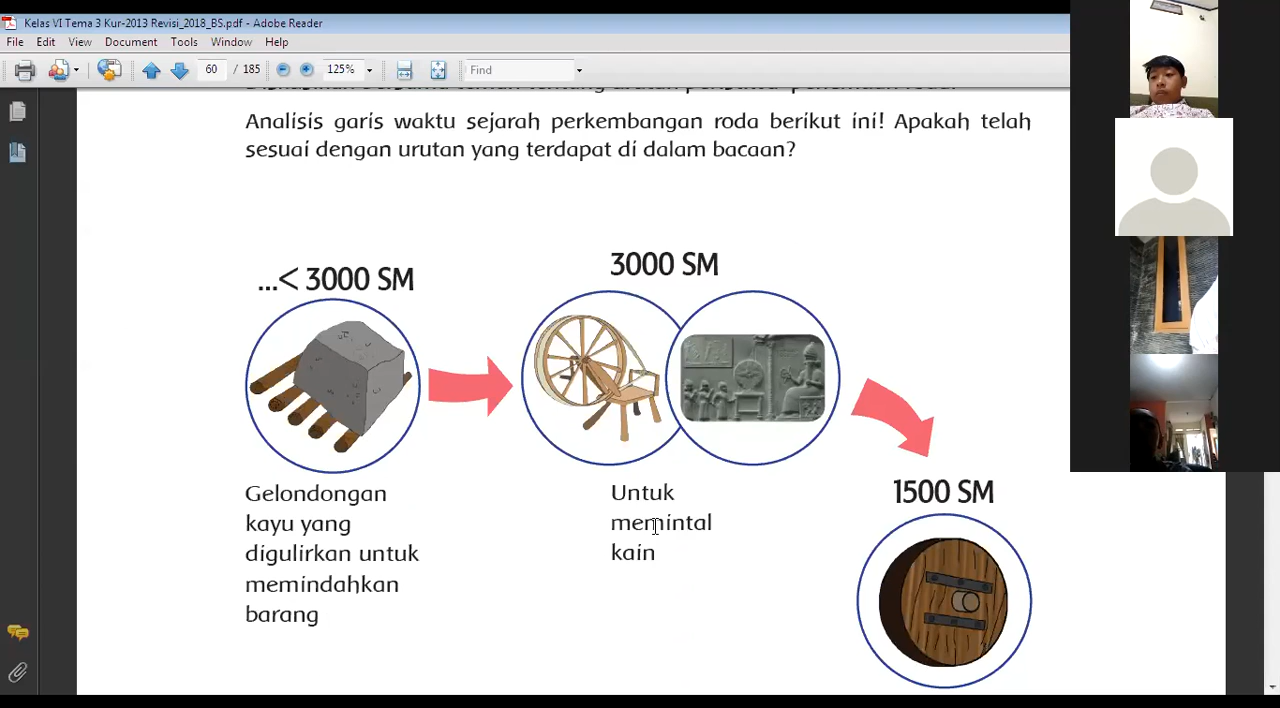 Kelas VI Tema 3 Kur-2013 Revisi_2018_BS.pdf - Adobe Reader
File Edit View Document Tools Window Help
60 / 185 125% Find
Analisis garis waktu sejarah perkembangan roda berikut ini! Apakah telah
sesuai dengan urutan yang terdapat di dalam bacaan?
...< 3000 SM
3000 SM
Gelondongan
kayu yang
digulirkan untuk
memindahkan
barang
Untuk
memintal
kain
1500 SM